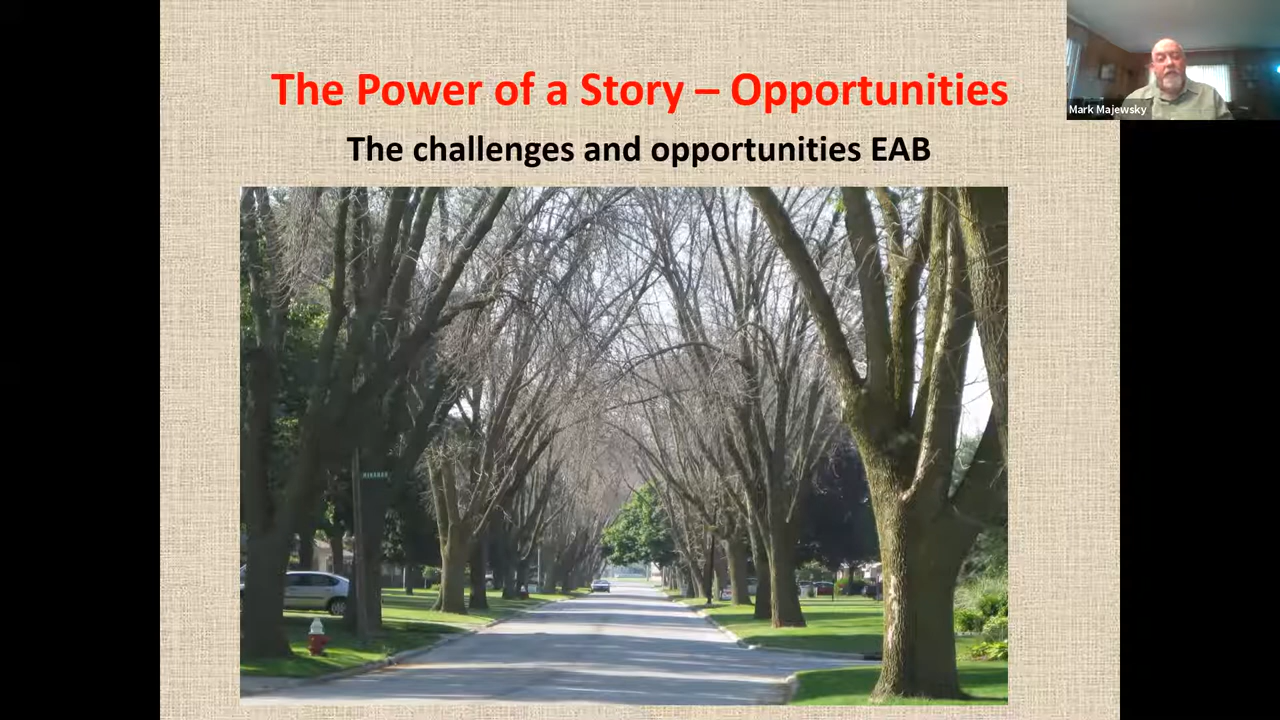 The Power of a Story – Opportunities
The challenges and opportunities EAB
Mark Majewsky